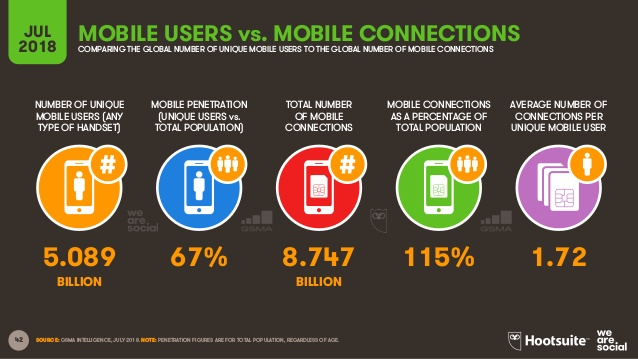 JUL
2018
MOBILE USERS vs. MOBILE CONNECTIONS
COMPARING THE GLOBAL NUMBER OF UNIQUE MOBILE USERS TO THE GLOBAL NUMBER OF MOBILE CONNECTIONS
NUMBER OF UNIQUE
MOBILE USERS (ANY
TYPE OF HANDSET)
MOBILE PENETRATION
(UNIQUE USERS vs.
TOTAL POPULATION)
TOTAL NUMBER
OF MOBILE
CONNECTIONS
MOBILE CONNECTIONS
AS A PERCENTAGE OF
TOTAL POPULATION
AVERAGE NUMBER OF
CONNECTIONS PER
UNIQUE MOBILE USER
#
#
we
are
social
GSMA
GSMA
5.089
BILLION
67%
8.747
BILLION
115%
1.72
42
SOURCE: GSMA INTELLIGENCE, JULY 2018. NOTE: PENETRATION FIGURES ARE FOR TOTAL POPULATION, REGARDLESS OF AGE.
Hootsuite™
we
are
social